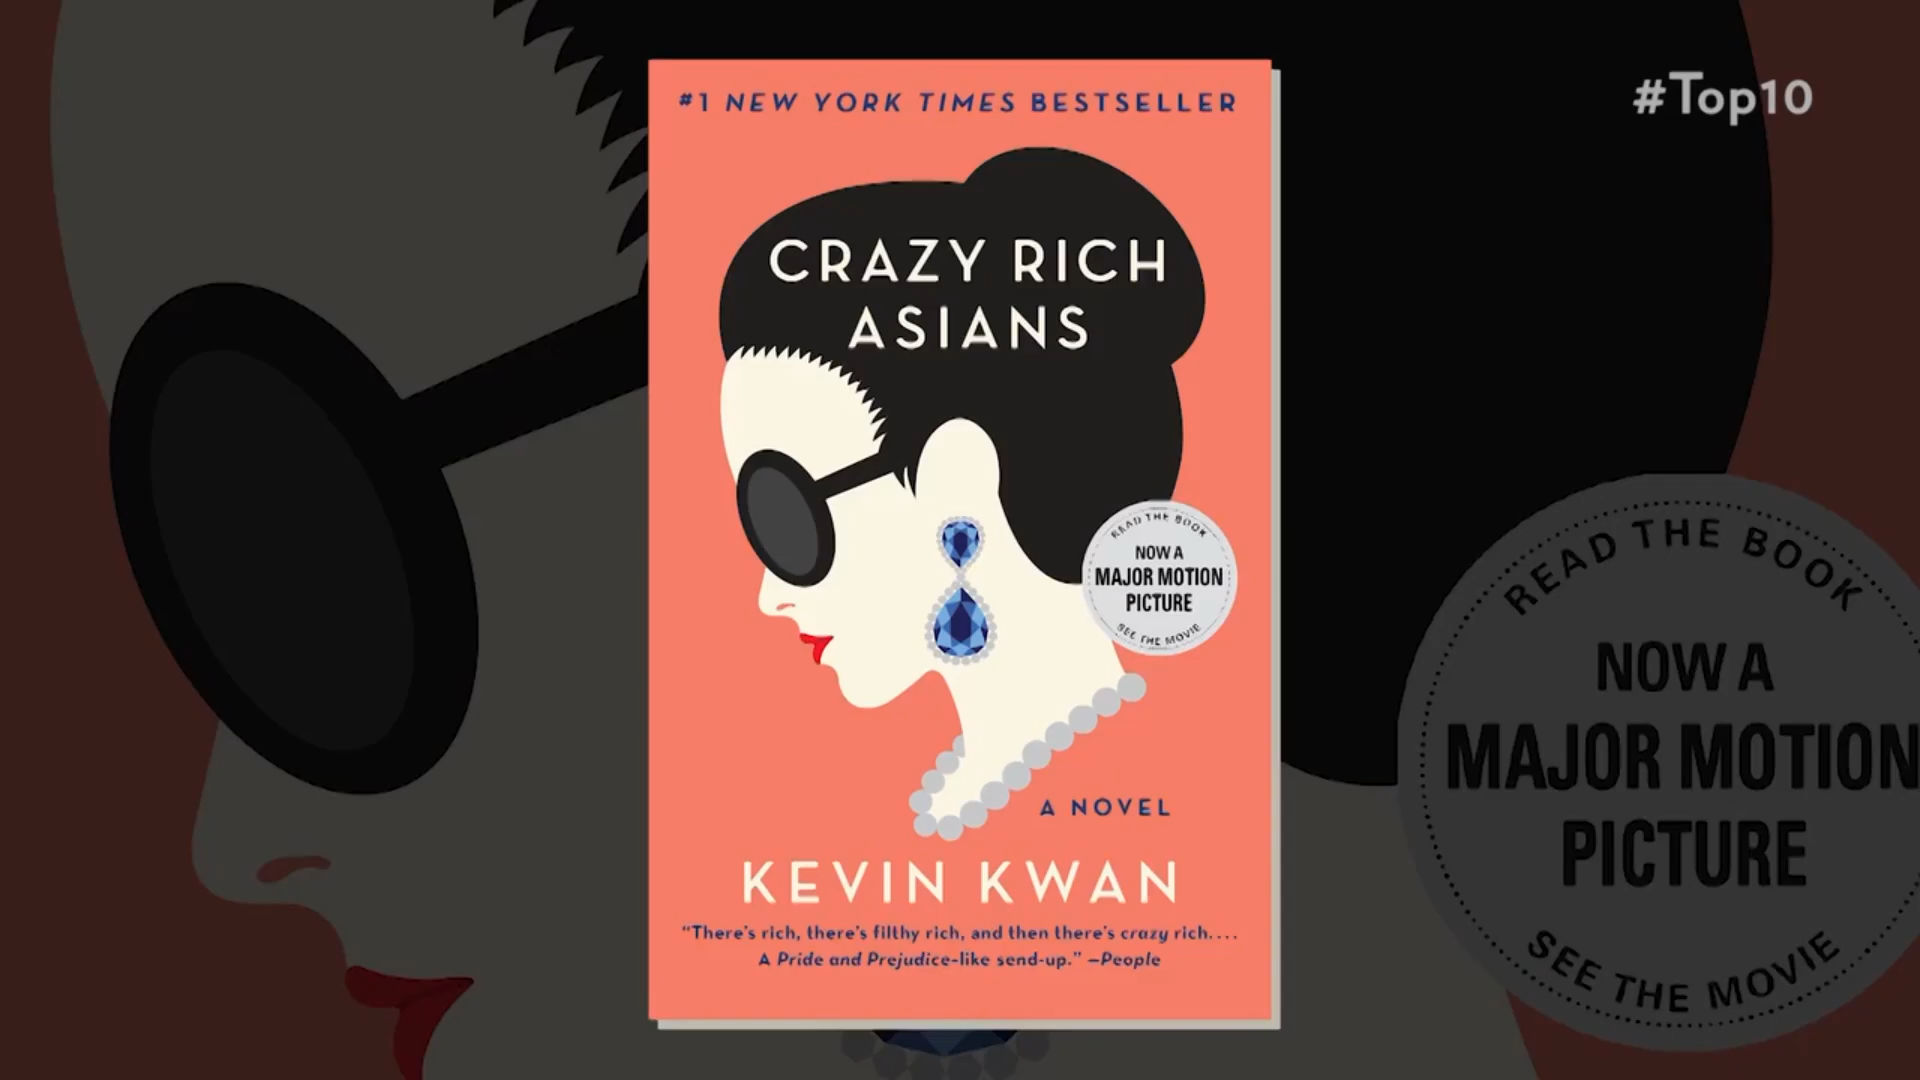 #1 NEW YORK TIMES BESTSELLER
#Top10
CRAZY RICH
ASIANS
READ THE BOOK
NOW A
MAJOR MOTION
PICTURE
SEE THE MOVIE
A NOVEL
KEVIN KWAN
“There’s rich, there’s filthy rich, and then there’s crazy rich....
A Pride and Prejudice-like send-up.” —People
READ THE BOOK
NOW A
MAJOR MOTION
PICTURE
SEE THE MOVIE